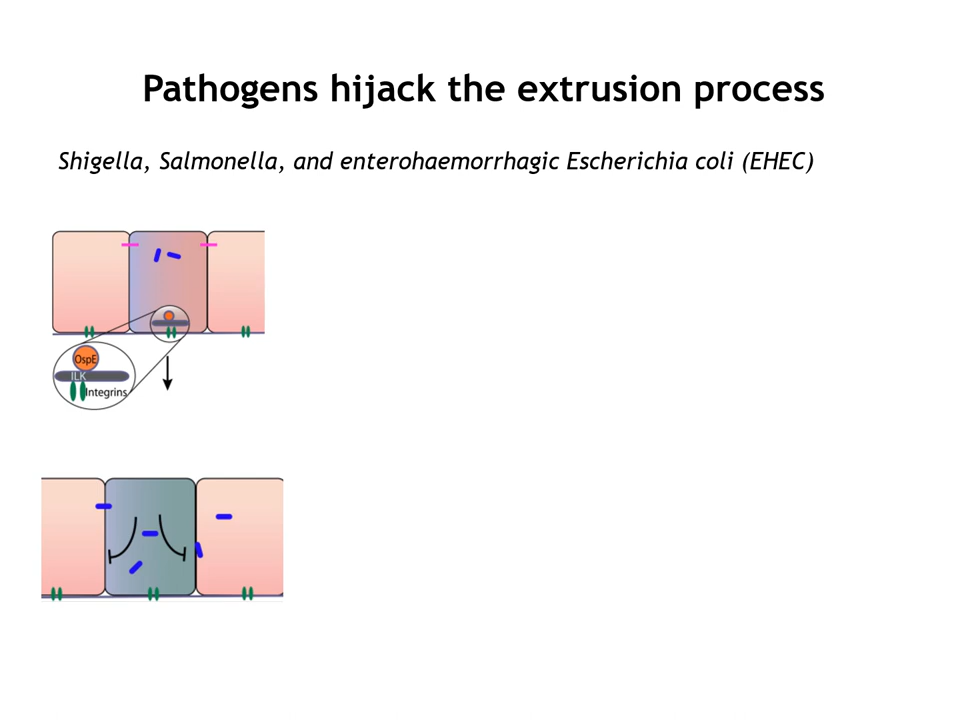 Pathogens hijack the extrusion process
Shigella, Salmonella, and enterohaemorrhagic Escherichia coli (EHEC)
OspE
ILK
Integrins